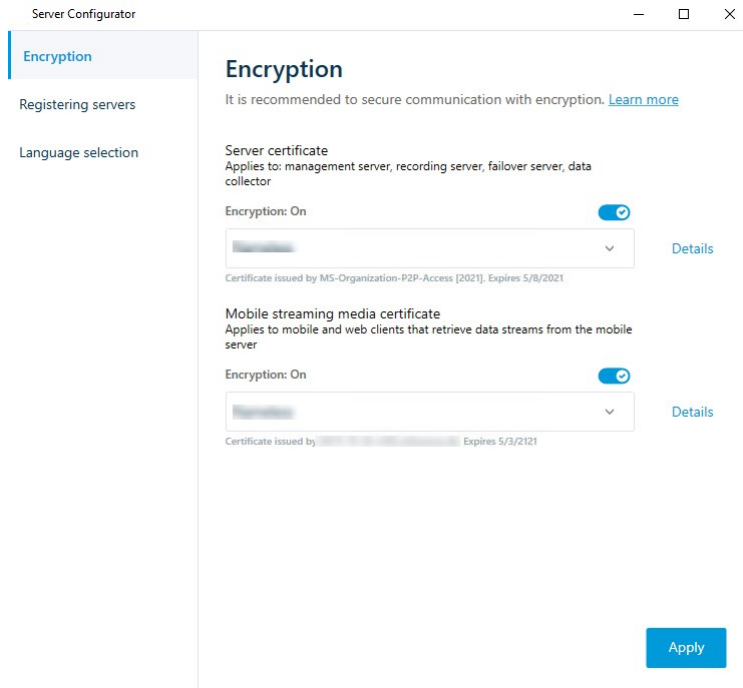 Server Configurator
Encryption
Registering servers
Language selection
Encryption
It is recommended to secure communication with encryption. Learn more
Server certificate
Applies to: management server, recording server, failover server, data
collector
Encryption: On
Details
Certificate issued by MS-Organization-P2P-Access [2021]. Expires 5/8/2021
Mobile streaming media certificate
Applies to mobile and web clients that retrieve data streams from the mobile
server
Encryption: On
Details
Certificate issued by Expires 5/3/2121
Apply